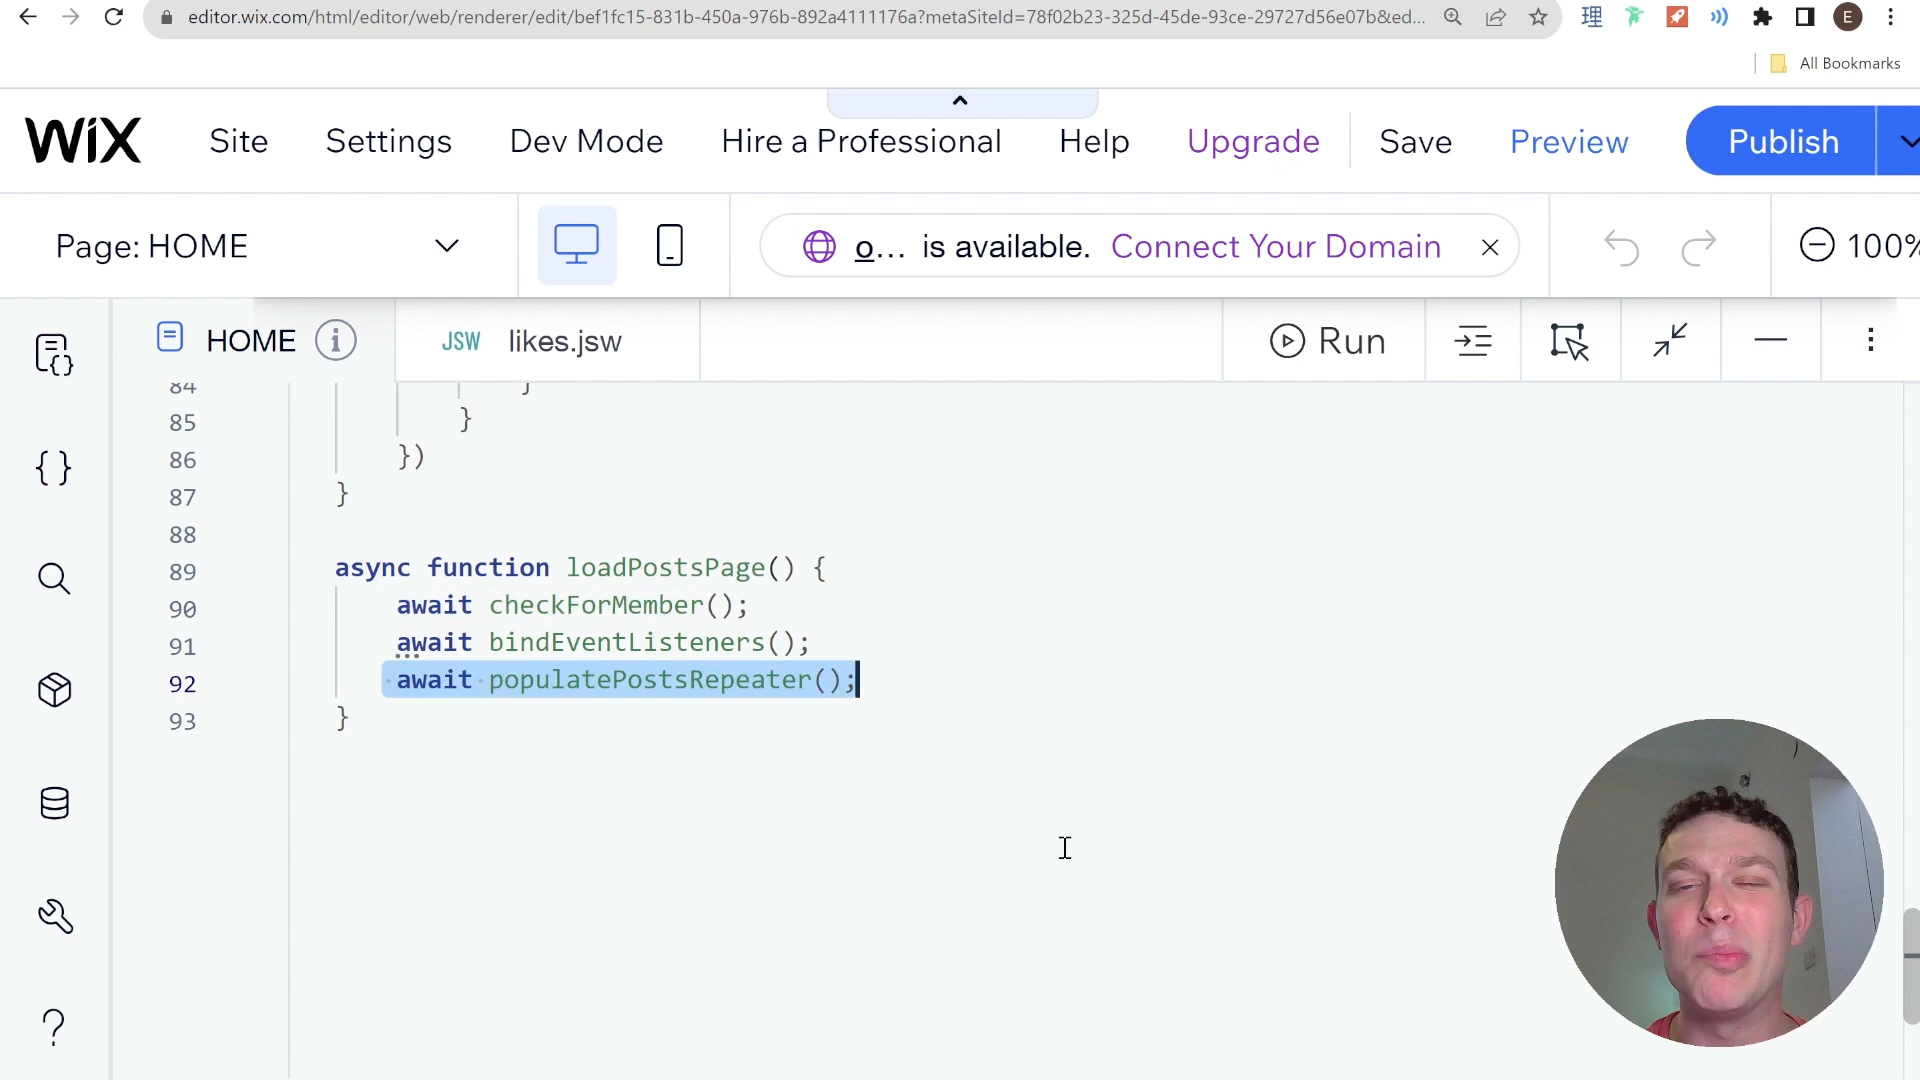 editor.wix.com/html/editor/web/renderer/edit/bef1fc15-831b-450a-976b-892a4111176a?metaSiteId=78f02b23-325d-45de-93ce-29727d56e07b&ed...
理
E
All Bookmarks
WiX
Site
Settings
Dev Mode
Hire a Professional
Help
Upgrade
Save
Preview
Publish
Page: HOME
o... is available.
Connect Your Domain
100%
HOME
JSW likes.jsw
Run
84 }
85 }
86 })
87 }
88
89 async function loadPostsPage() {
90 await checkForMember();
91 await bindEventListeners();
92 await populatePostsRepeater();
93 }